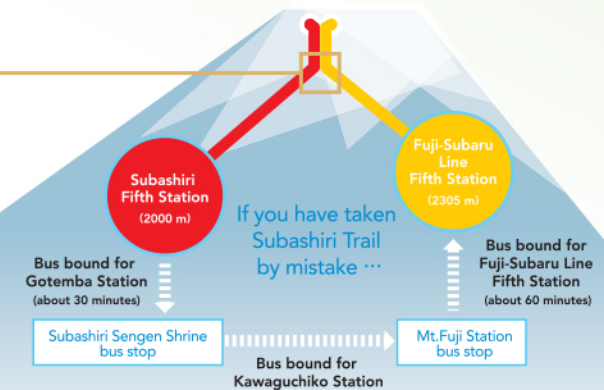 Subashiri
Fifth Station
(2000 m)
Fuji-Subaru
Line
Fifth Station
(2305 m)
If you have taken
Subashiri Trail
by mistake ···
Bus bound for
Gotemba Station
(about 30 minutes)
Bus bound for
Fuji-Subaru Line
Fifth Station
(about 60 minutes)
Subashiri Sengen Shrine
bus stop
Mt.Fuji Station
bus stop
Bus bound for
Kawaguchiko Station